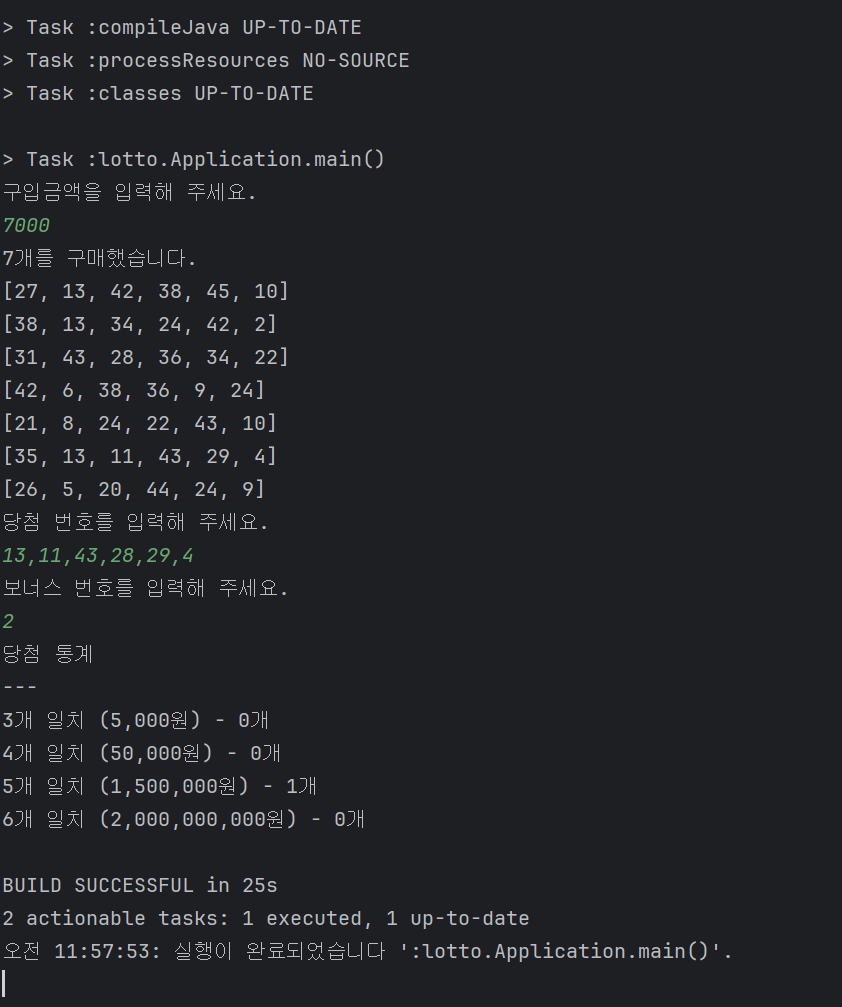 > Task :compileJava UP-TO-DATE
> Task :processResources NO-SOURCE
> Task :classes UP-TO-DATE
> Task :lotto.Application.main()
구입금액을 입력해 주세요.
7000
7개를 구매했습니다.
[27, 13, 42, 38, 45, 10]
[38, 13, 34, 24, 42, 2]
[31, 43, 28, 36, 34, 22]
[42, 6, 38, 36, 9, 24]
[21, 8, 24, 22, 43, 10]
[35, 13, 11, 43, 29, 4]
[26, 5, 20, 44, 24, 9]
당첨 번호를 입력해 주세요.
13,11,43,28,29,4
보너스 번호를 입력해 주세요.
2
당첨 통계
---
3개 일치 (5,000원) - 0개
4개 일치 (50,000원) - 0개
5개 일치 (1,500,000원) - 1개
6개 일치 (2,000,000,000원) - 0개
BUILD SUCCESSFUL in 25s
2 actionable tasks: 1 executed, 1 up-to-date
오전 11:57:53: 실행이 완료되었습니다 ':lotto.Application.main()'.